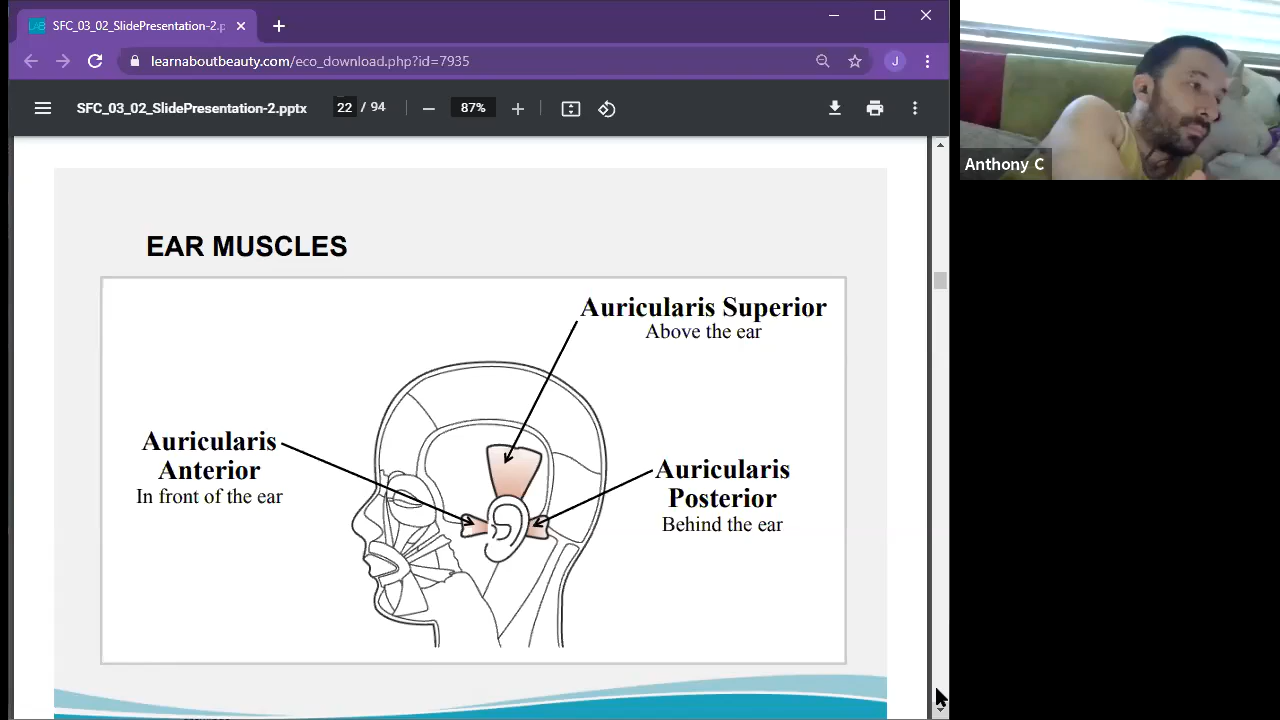 SFC_03_02_SlidePresentation-2.p
learnaboutbeauty.com/eco_download.php?id=7935
J
SFC_03_02_SlidePresentation-2.pptx
22 / 94
87%
Anthony C
EAR MUSCLES
Auricularis Superior
Above the ear
Auricularis
Anterior
In front of the ear
Auricularis
Posterior
Behind the ear